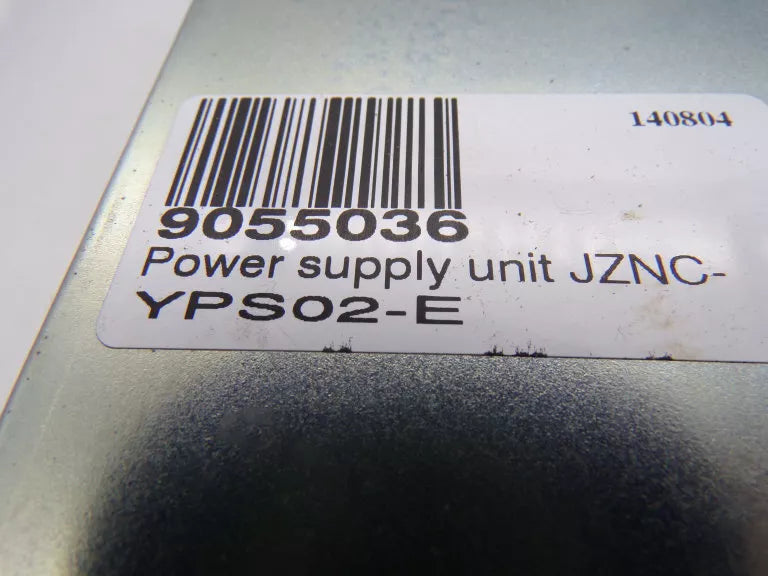 140804
9055036
Power supply unit JZNC-
YPS02-E